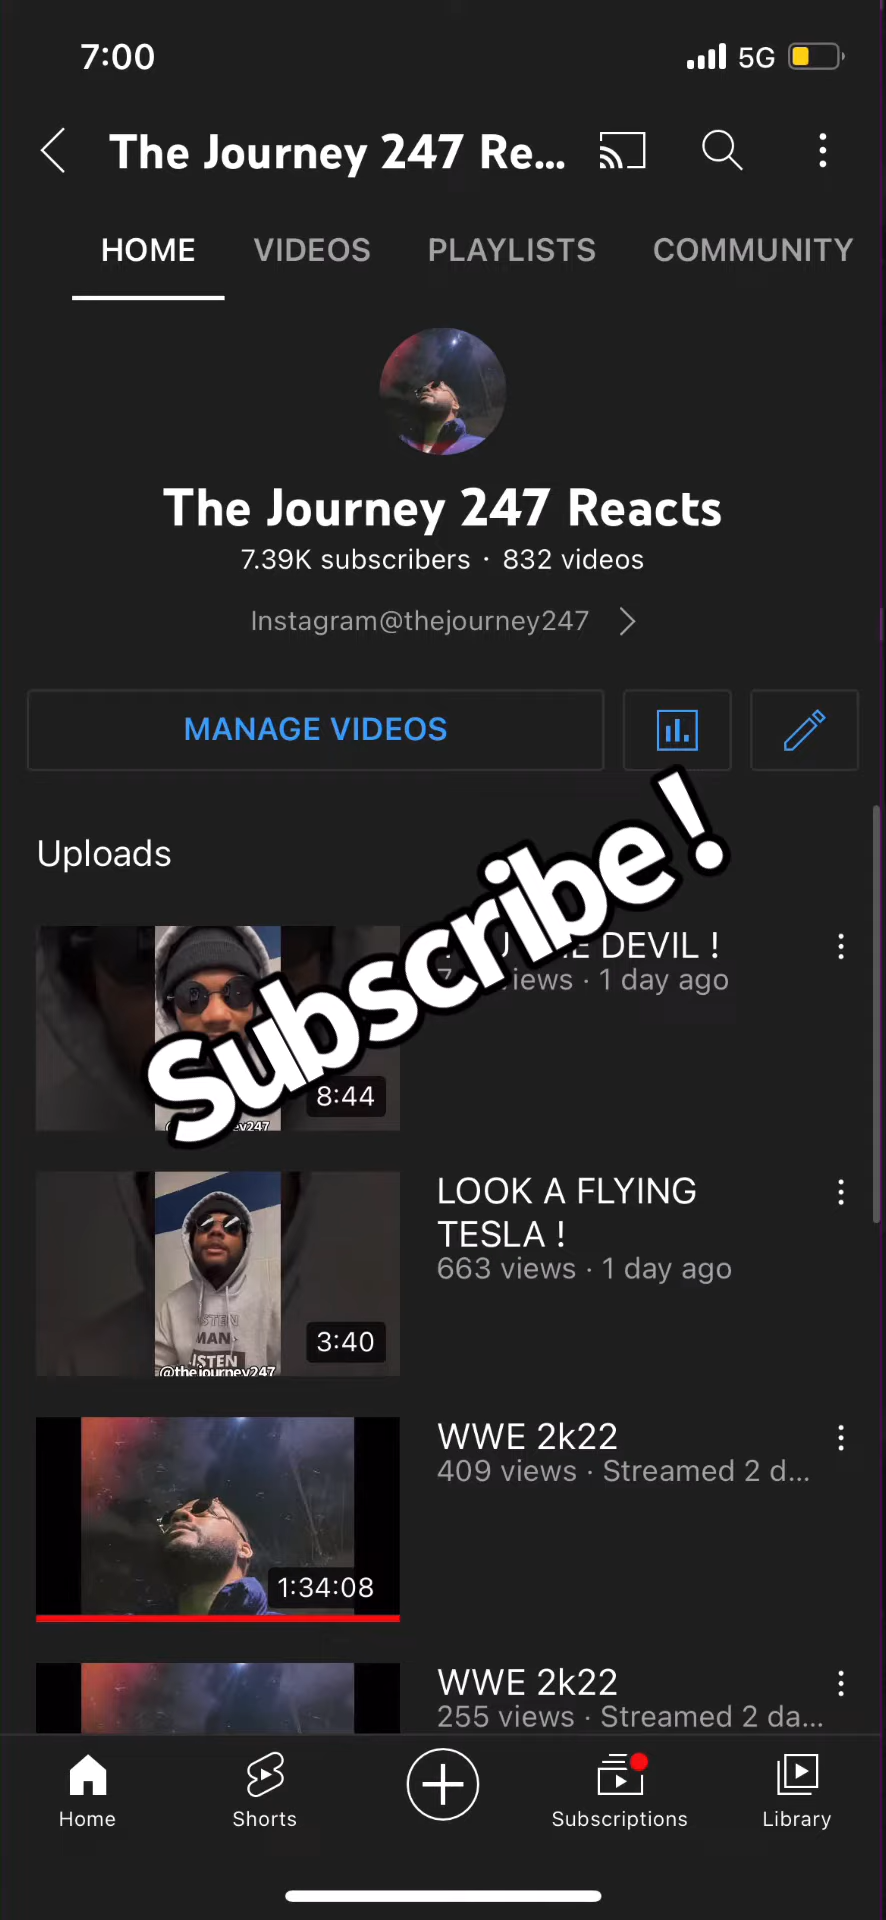 7:00
5G
The Journey 247 Re...
HOME VIDEOS PLAYLISTS COMMUNITY
The Journey 247 Reacts
7.39K subscribers · 832 videos
Instagram@thejourney247
MANAGE VIDEOS
Uploads
Subscribe!
DEVIL !
1 day ago
8:44
LOOK A FLYING
TESLA !
663 views · 1 day ago
3:40
MAN
LISTEN
@thejourney247
WWE 2k22
409 views · Streamed 2 d...
1:34:08
WWE 2k22
255 views · Streamed 2 da...
Home Shorts Subscriptions Library